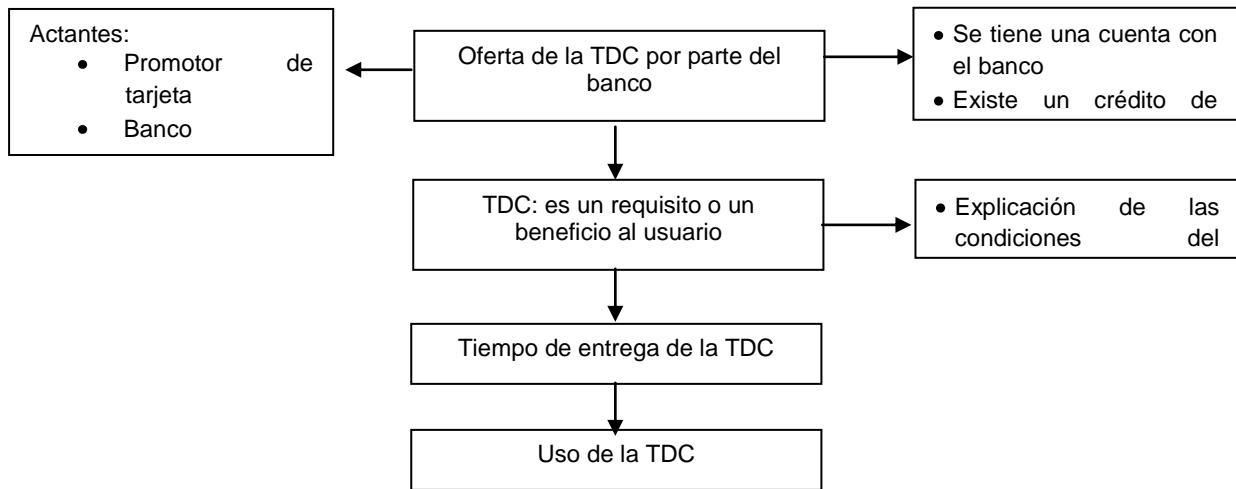 Actantes:
• Promotor de
tarjeta
• Banco
Oferta de la TDC por parte del
banco
• Se tiene una cuenta con
el banco
• Existe un crédito de
TDC: es un requisito o un
beneficio al usuario
• Explicación de las
condiciones del
Tiempo de entrega de la TDC
Uso de la TDC